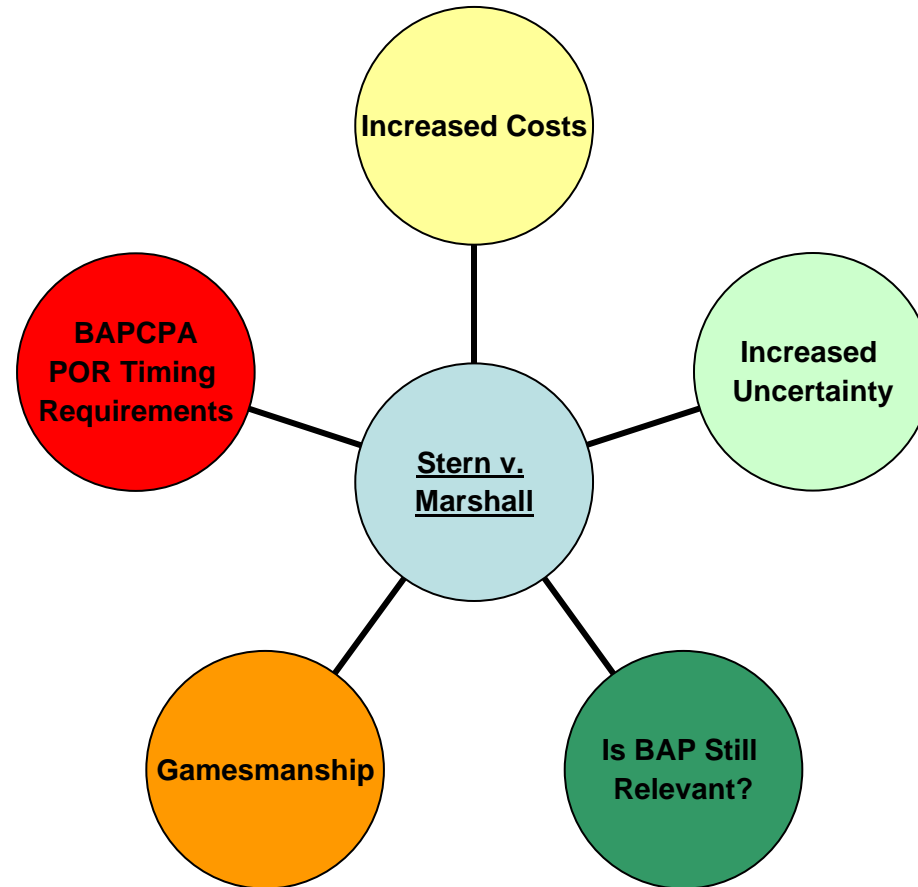 Increased Costs
BAPCPA
POR Timing
Requirements
Increased
Uncertainty
Stern v.
Marshall
Gamesmanship
Is BAP Still
Relevant?